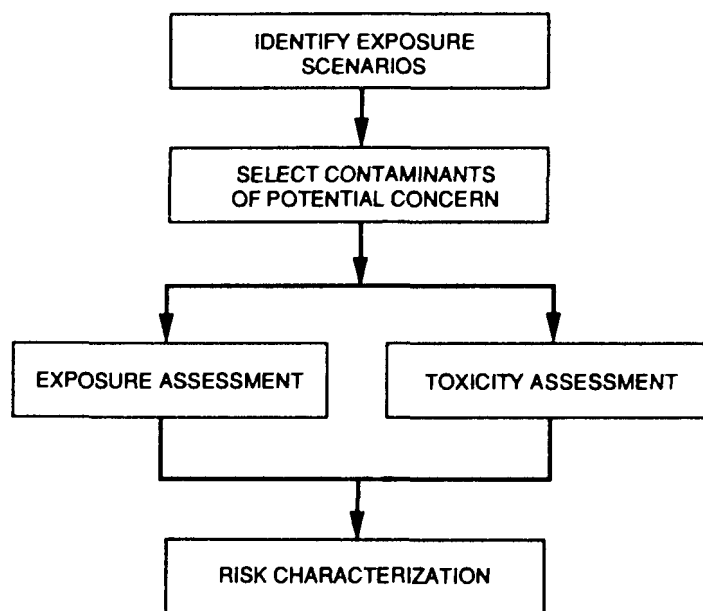 IDENTIFY EXPOSURE
SCENARIOS
SELECT CONTAMINANTS
OF POTENTIAL CONCERN
EXPOSURE ASSESSMENT
TOXICITY ASSESSMENT
RISK CHARACTERIZATION